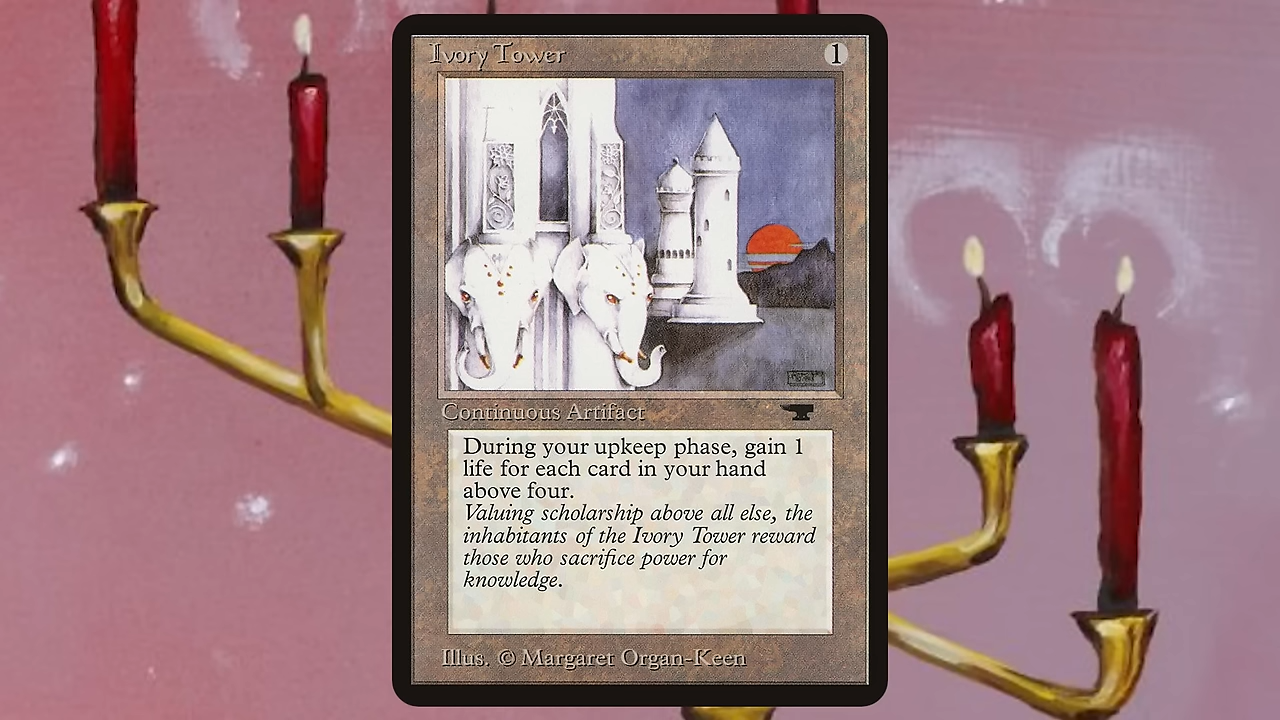 Ivory Tower 1
Continuous Artifact
During your upkeep phase, gain 1
life for each card in your hand
above four.
Valuing scholarship above all else, the
inhabitants of the Ivory Tower reward
those who sacrifice power for
knowledge.
Illus. © Margaret Organ-Keen